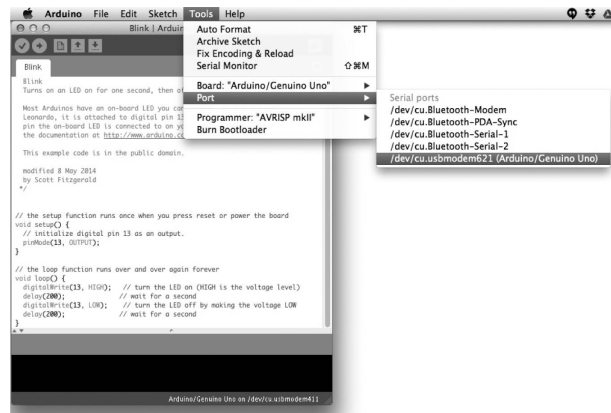 Arduino File Edit Sketch Tools Help
Blink | Arduin
Blink
Auto Format ⌘T
Archive Sketch
Fix Encoding & Reload
Serial Monitor ⇧⌘M
Board: "Arduino/Genuino Uno"
Port
Programmer: "AVRISP mkII"
Burn Bootloader
Serial ports
/dev/cu.Bluetooth-Modem
/dev/cu.Bluetooth-PDA-Sync
/dev/cu.Bluetooth-Serial-1
/dev/cu.Bluetooth-Serial-2
/dev/cu.usbmodem621 (Arduino/Genuino Uno)
Blink
Turns on an LED on for one second, then o
Most Arduinos have an on-board LED you can
Leonardo, it is attached to digital pin 13
pin the on-board LED is connected to on yo
the documentation at http://www.arduino.cc
This example code is in the public domain.
modified 8 May 2014
by Scott Fitzgerald
*/
// the setup function runs once when you press reset or power the board
void setup() {
// initialize digital pin 13 as an output.
pinMode(13, OUTPUT);
}
// the loop function runs over and over again forever
void loop() {
digitalWrite(13, HIGH); // turn the LED on (HIGH is the voltage level)
delay(200); // wait for a second
digitalWrite(13, LOW); // turn the LED off by making the voltage LOW
delay(200); // wait for a second
}
Arduino/Genuino Uno on /dev/cu.usbmodem411